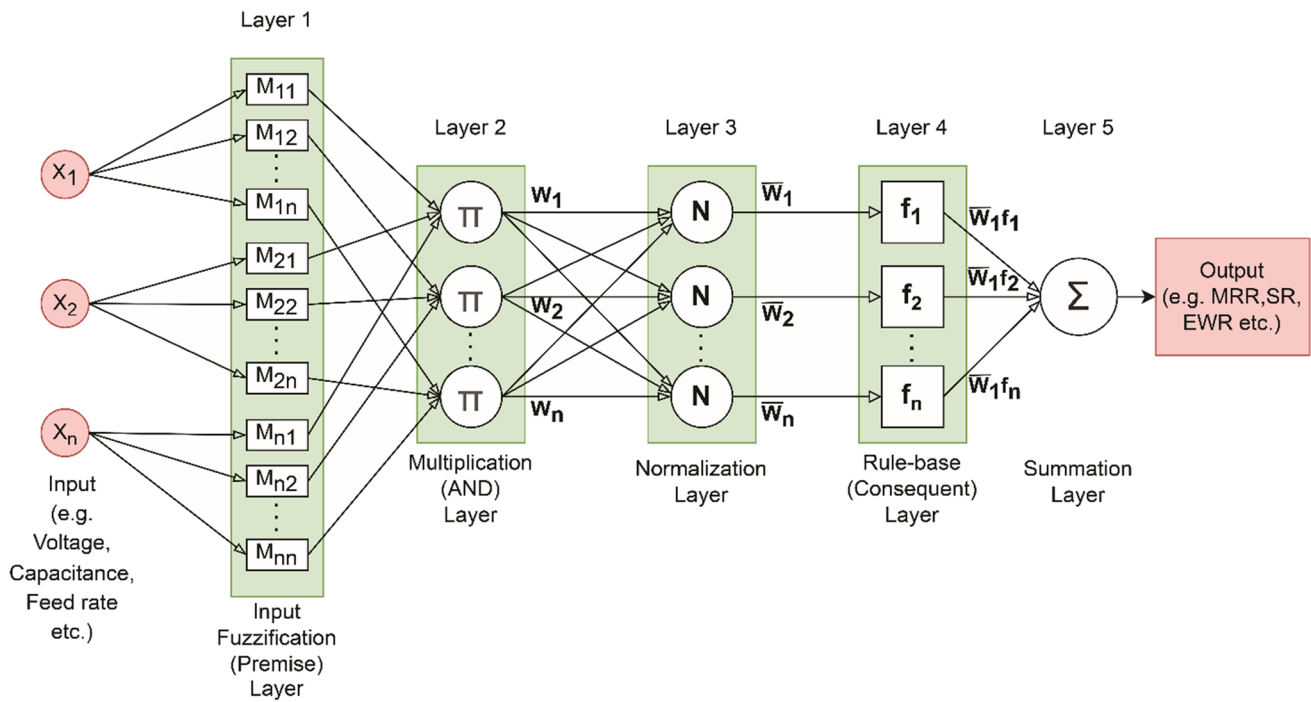 Layer 1
Layer 2
Layer 3
Layer 4
Layer 5
X1
X2
Xn
Input
(e.g.
Voltage,
Capacitance,
Feed rate
etc.)
M11
M12
M1n
M21
M22
M2n
Mn1
Mn2
Mnn
Input
Fuzzification
(Premise)
Layer
π
π
π
w1
w2
wn
Multiplication
(AND)
Layer
N
N
N
w̅1
w̅2
w̅n
Normalization
Layer
f1
f2
fn
w̅1f1
w̅1f2
w̅1fn
Rule-base
(Consequent)
Layer
Σ
Summation
Layer
Output
(e.g. MRR,SR,
EWR etc.)